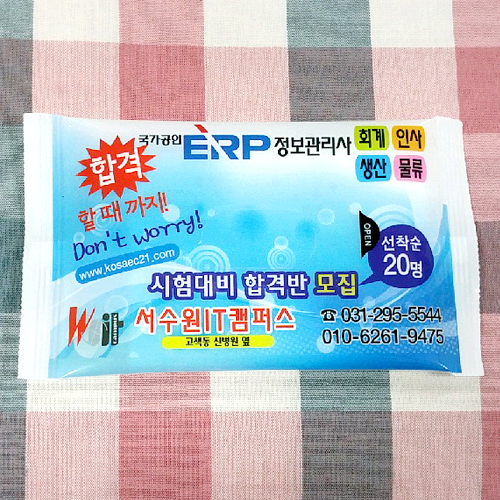 국가공인 ERP 정보관리사
회계 인사
생산 물류
합격
할 때 까지!
Don't worry!
www.kosaec21.com
OPEN
선착순
20명
시험대비 합격반 모집
W it campus 서수원IT캠퍼스
고색동 신병원 옆
☎ 031-295-5544
010-6261-9475